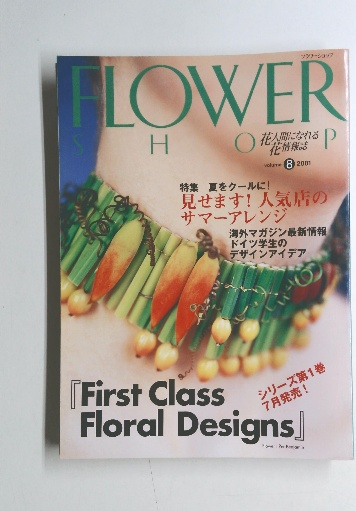 フラワーショップ
FLOWER
SHOP
花人間になれる
花情報誌
volume 6 2001
特集 夏をクールに!
見せます!人気店の
サマーアレンジ
海外マガジン最新情報
ドイツ学生の
デザインアイデア
『First Class
Floral Designs』
シリーズ第1巻
7月発売!